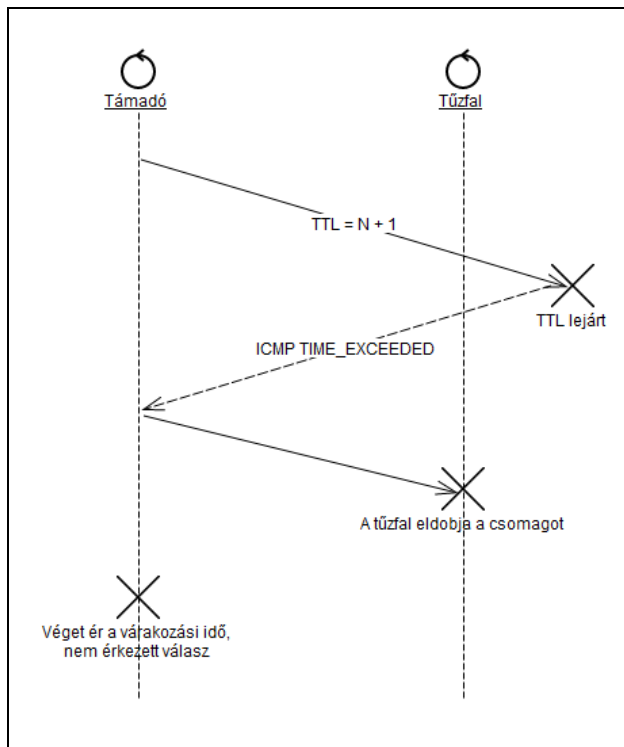 Támadó
Tűzfal
TTL = N + 1
TTL lejárt
ICMP TIME_EXCEEDED
A tűzfal eldobja a csomagot
Véget ér a várakozási idő,
nem érkezett válasz